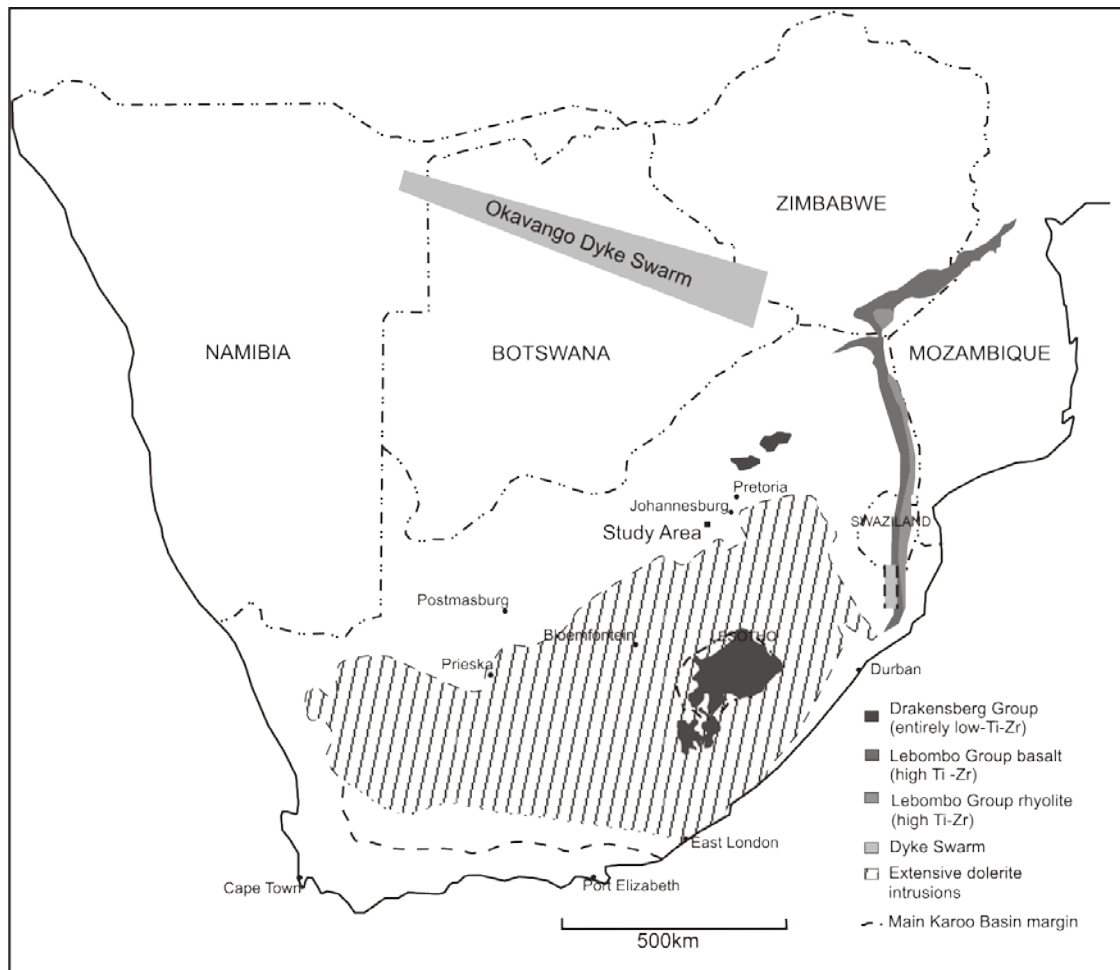 ZIMBABWE
Okavango Dyke Swarm
NAMIBIA
BOTSWANA
MOZAMBIQUE
Pretoria
Johannesburg
SWAZILAND
Study Area
Postmasburg
Bloemfontein
ESOTHO
Prieska
Durban
Drakensberg Group
(entirely low-Ti-Zr)
Lebombo Group basalt
(high Ti -Zr)
Lebombo Group rhyolite
(high Ti-Zr)
East London
Dyke Swarm
Extensive dolerite
intrusions
Cape Town
Port Elizabeth
Main Karoo Basin margin
500km